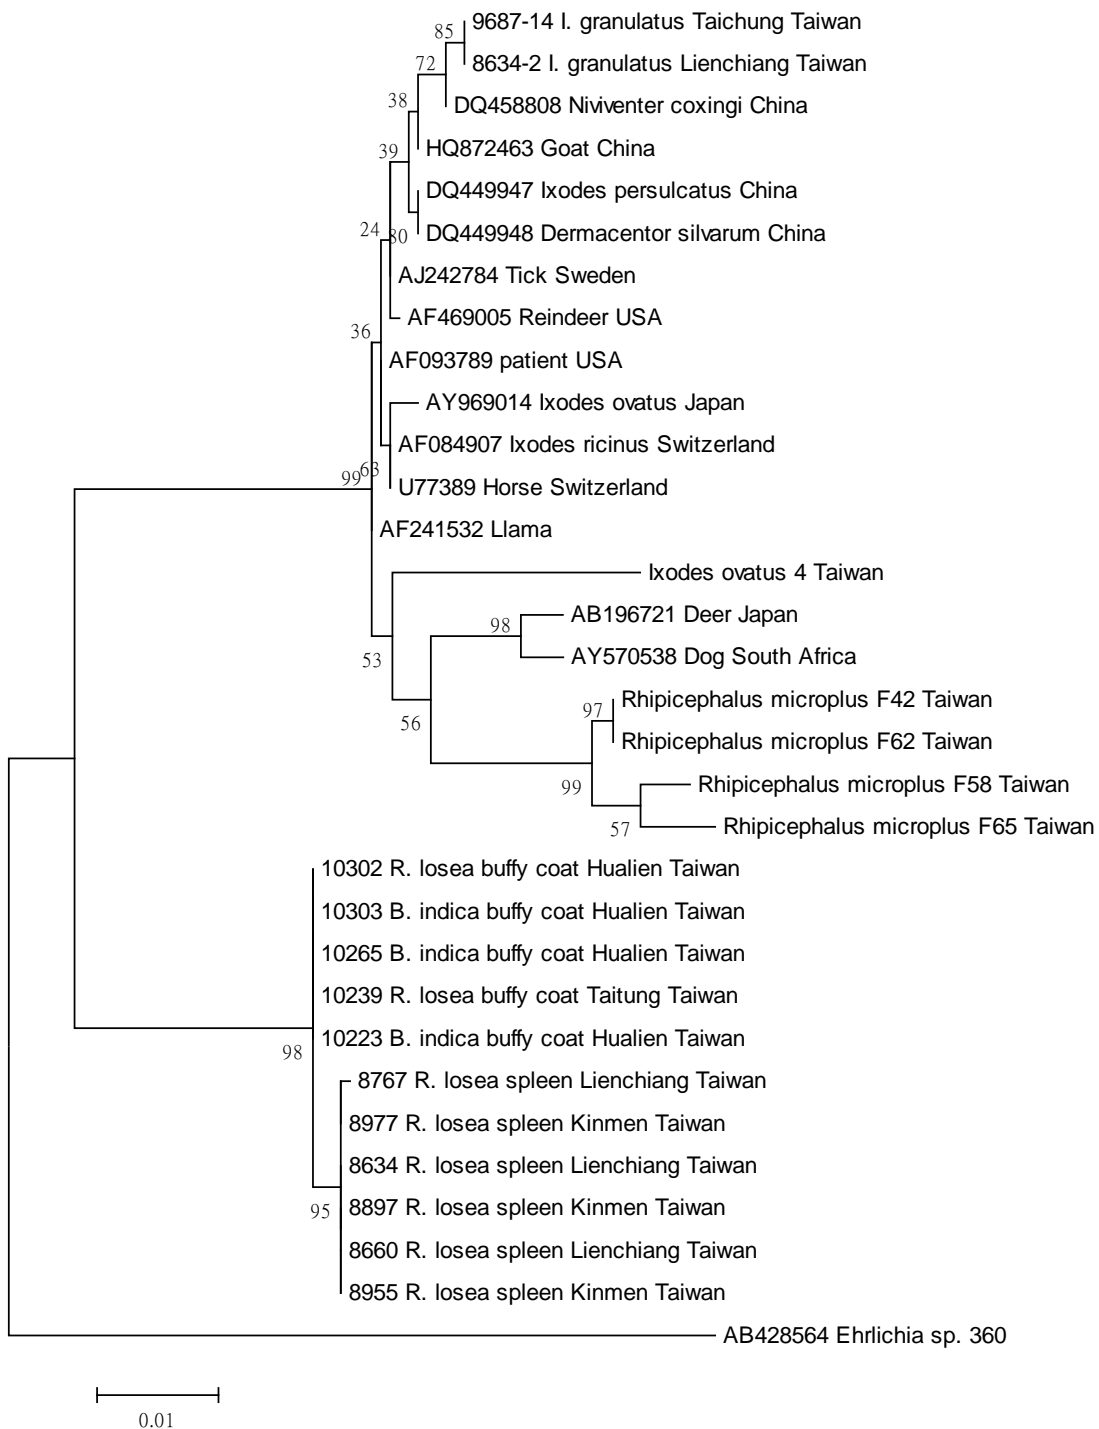 85
9687-14 I. granulatus Taichung Taiwan
8634-2 I. granulatus Lienchiang Taiwan
72
DQ458808 Niviventer coxingi China
38
HQ872463 Goat China
39
DQ449947 Ixodes persulcatus China
DQ449948 Dermacentor silvarum China
24
80
AJ242784 Tick Sweden
AF469005 Reindeer USA
36
AF093789 patient USA
AY969014 Ixodes ovatus Japan
AF084907 Ixodes ricinus Switzerland
63
99
U77389 Horse Switzerland
AF241532 Llama
Ixodes ovatus 4 Taiwan
AB196721 Deer Japan
98
AY570538 Dog South Africa
53
Rhipicephalus microplus F42 Taiwan
97
56
Rhipicephalus microplus F62 Taiwan
99
Rhipicephalus microplus F58 Taiwan
57
Rhipicephalus microplus F65 Taiwan
10302 R. losea buffy coat Hualien Taiwan
10303 B. indica buffy coat Hualien Taiwan
10265 B. indica buffy coat Hualien Taiwan
10239 R. losea buffy coat Taitung Taiwan
10223 B. indica buffy coat Hualien Taiwan
98
8767 R. losea spleen Lienchiang Taiwan
8977 R. losea spleen Kinmen Taiwan
8634 R. losea spleen Lienchiang Taiwan
8897 R. losea spleen Kinmen Taiwan
95
8660 R. losea spleen Lienchiang Taiwan
8955 R. losea spleen Kinmen Taiwan
AB428564 Ehrlichia sp. 360
0.01